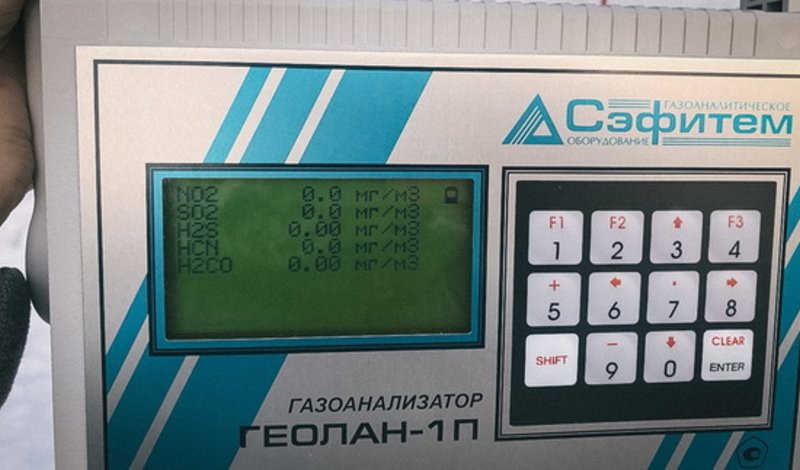 ГАЗОАНАЛИТИЧЕСКОЕ
Сэфитем
ОБОРУДОВАНИЕ
NO2 0.0 мг/м3
SO2 0.0 мг/м3
H2S 0.00 мг/м3
HCN 0.0 мг/м3
H2CO 0.00 мг/м3
F1 F2 F3
1 2 3 4
+ ← · →
5 6 7 8
SHIFT − CLEAR
9 0 ENTER
ГАЗОАНАЛИЗАТОР
ГЕОЛАН-1П